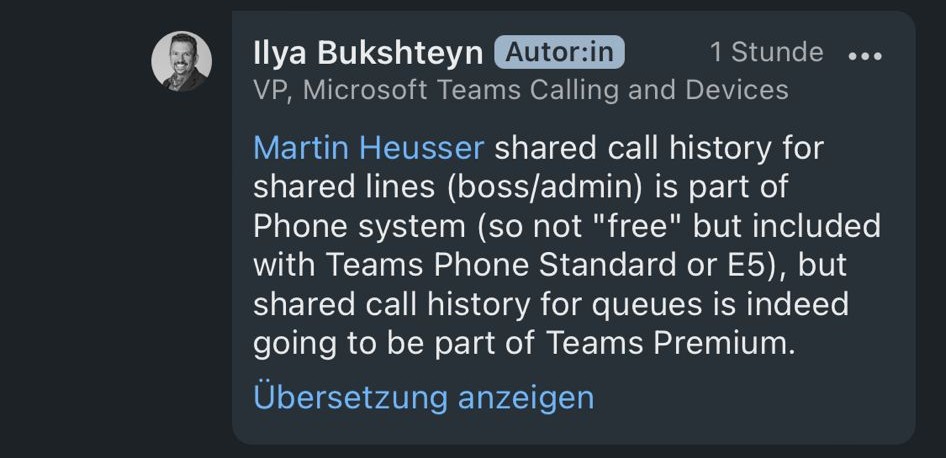 Ilya Bukshteyn Autor:in 1 Stunde •••
VP, Microsoft Teams Calling and Devices
Martin Heusser shared call history for
shared lines (boss/admin) is part of
Phone system (so not "free" but included
with Teams Phone Standard or E5), but
shared call history for queues is indeed
going to be part of Teams Premium.
Übersetzung anzeigen